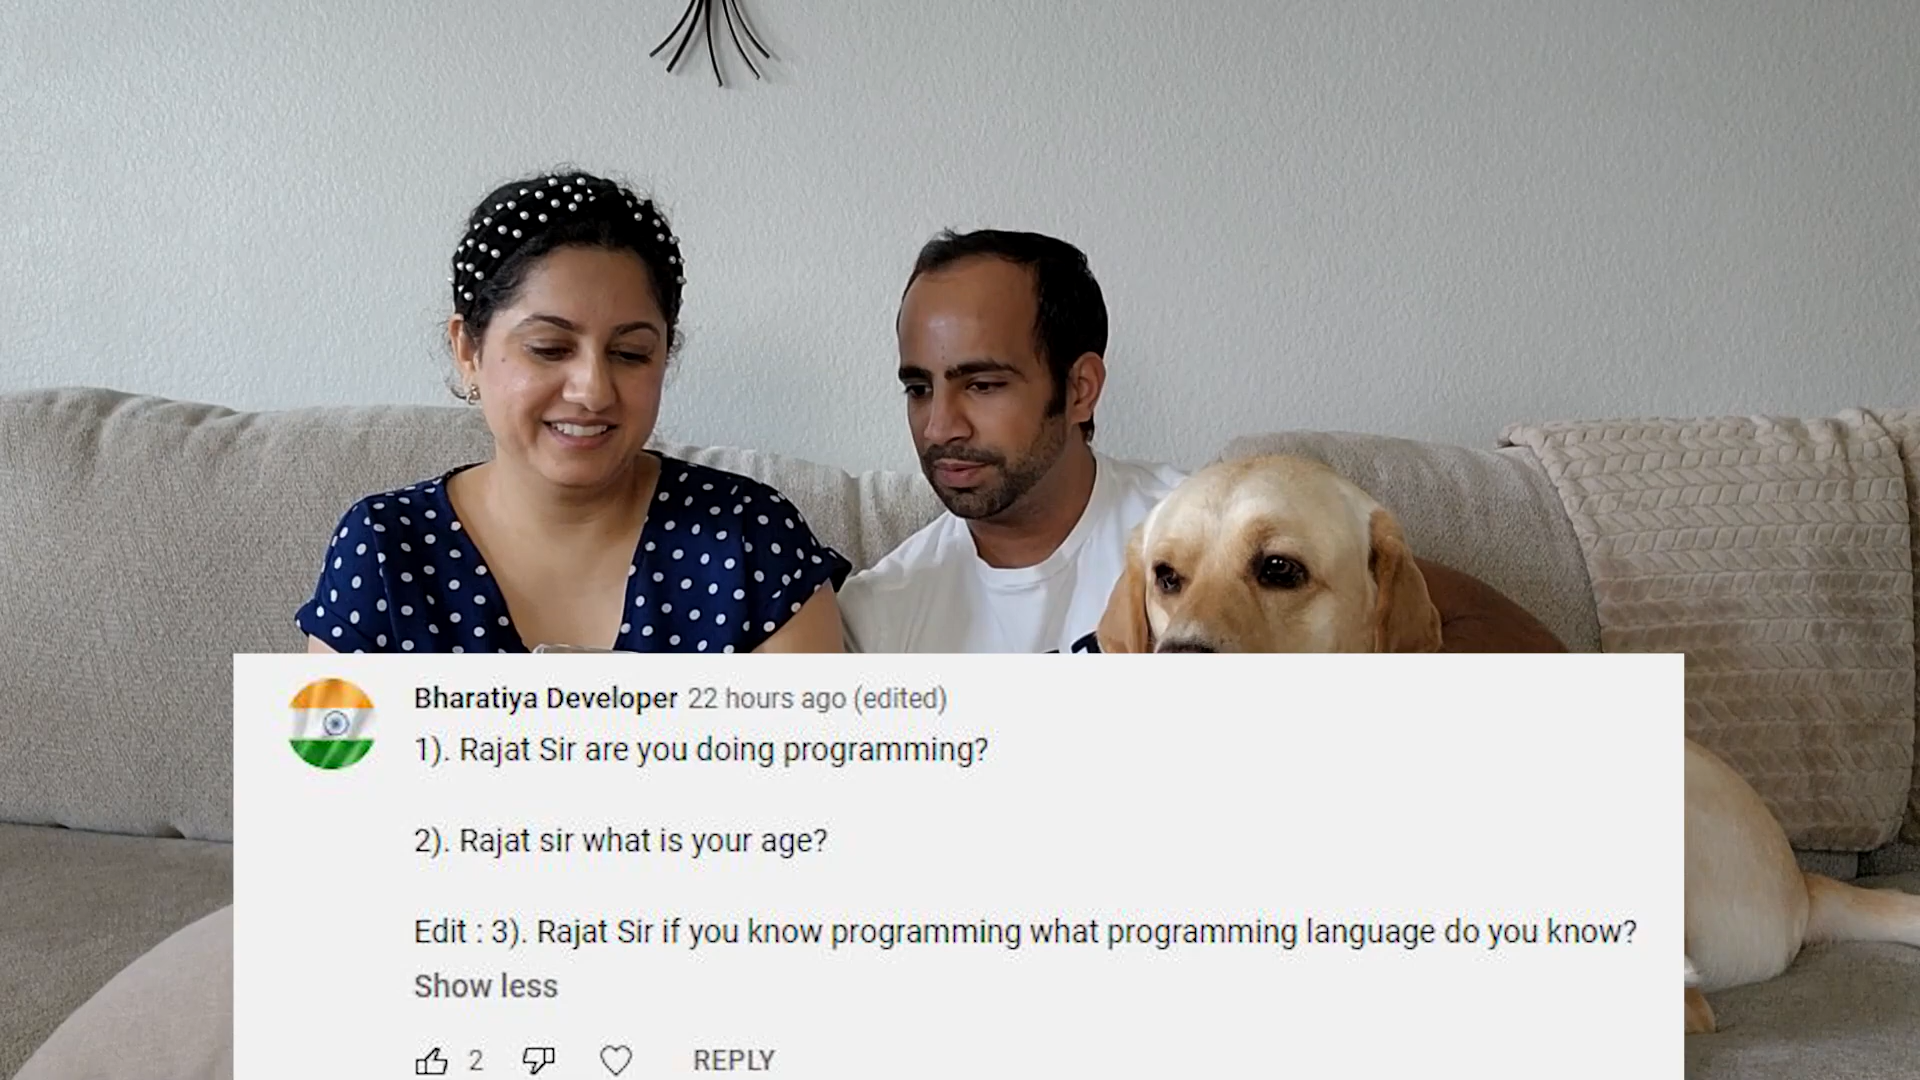 Bharatiya Developer 22 hours ago (edited)
1). Rajat Sir are you doing programming?
2). Rajat sir what is your age?
Edit : 3). Rajat Sir if you know programming what programming language do you know?
Show less
2 REPLY